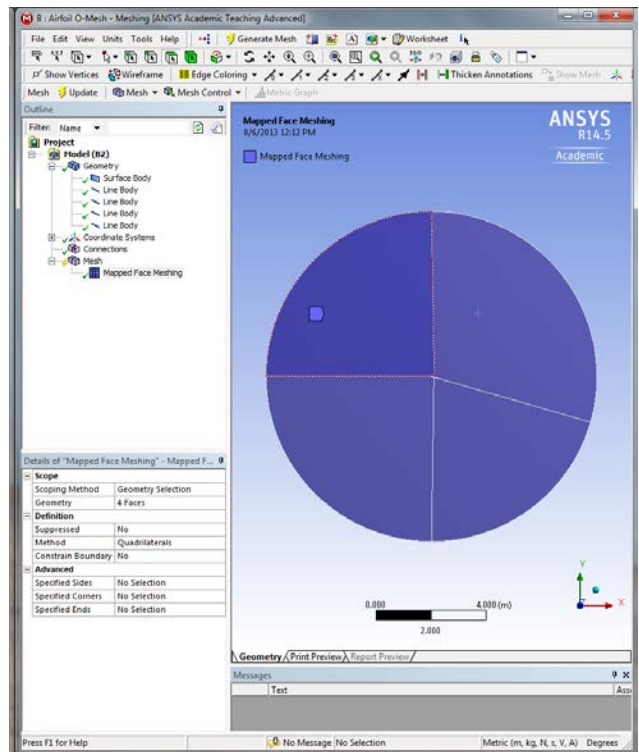 B : Airfoil O-Mesh - Meshing [ANSYS Academic Teaching Advanced]
File Edit View Units Tools Help Generate Mesh Worksheet
Show Vertices Wireframe Edge Coloring Thicken Annotations Show Mesh
Mesh Update Mesh Mesh Control Metric Graph
Outline
Filter: Name
Project
Model (B2)
Geometry
Surface Body
Line Body
Line Body
Line Body
Line Body
Coordinate Systems
Connections
Mesh
Mapped Face Meshing
Mapped Face Meshing
8/6/2013 12:12 PM
Mapped Face Meshing
ANSYS
R14.5
Academic
0.000 4.000 (m)
2.000
Y
X
Details of "Mapped Face Meshing" - Mapped F...
Scope
Scoping Method Geometry Selection
Geometry 4 Faces
Definition
Suppressed No
Method Quadrilaterals
Constrain Boundary No
Advanced
Specified Sides No Selection
Specified Corners No Selection
Specified Ends No Selection
Geometry Print Preview Report Preview
Messages
Text Ass
Press F1 for Help No Message No Selection Metric (m, kg, N, s, V, A) Degrees